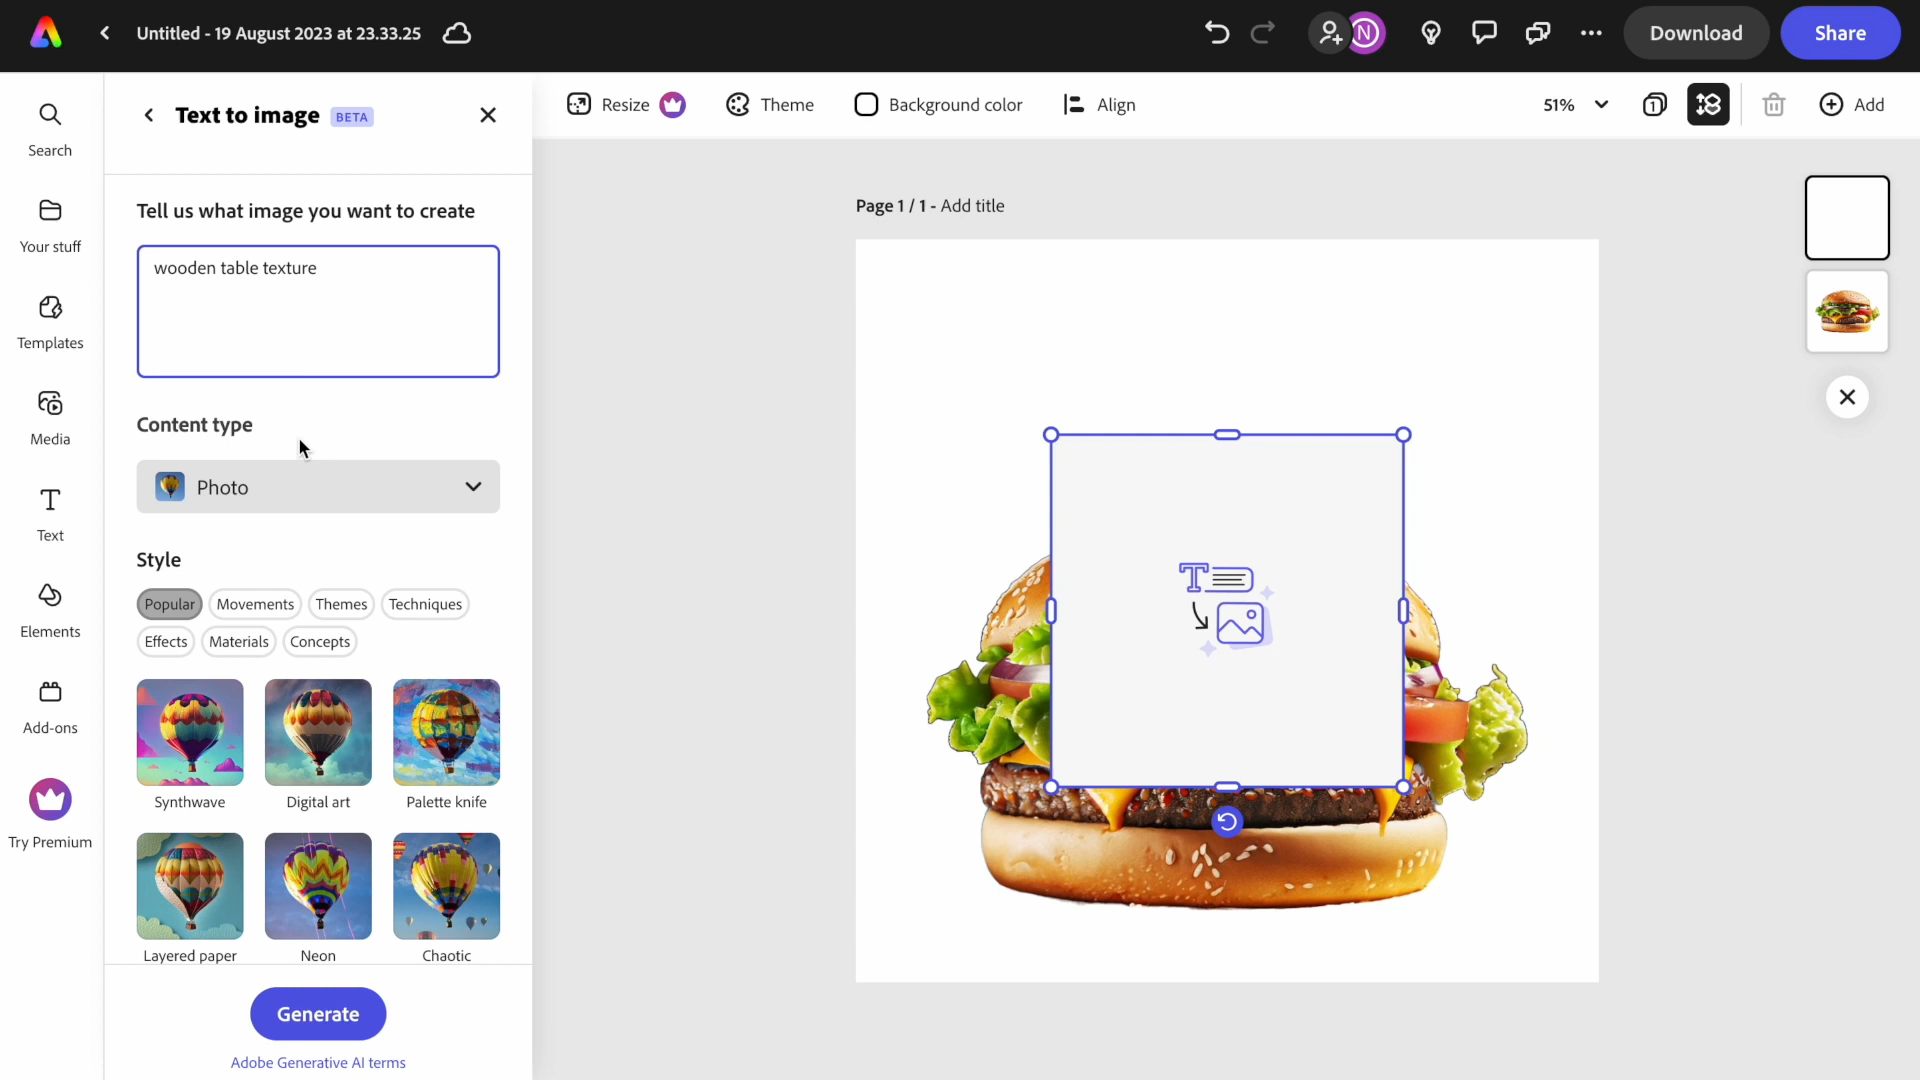 Untitled - 19 August 2023 at 23.33.25
N
Download
Share
Search
Your stuff
Templates
Media
Text
Elements
Add-ons
Try Premium
Text to image BETA
Tell us what image you want to create
wooden table texture
Content type
Photo
Style
Popular Movements Themes Techniques
Effects Materials Concepts
Synthwave Digital art Palette knife
Layered paper Neon Chaotic
Generate
Adobe Generative AI terms
Resize Theme Background color Align
51% 1 Add
Page 1 / 1 - Add title
T